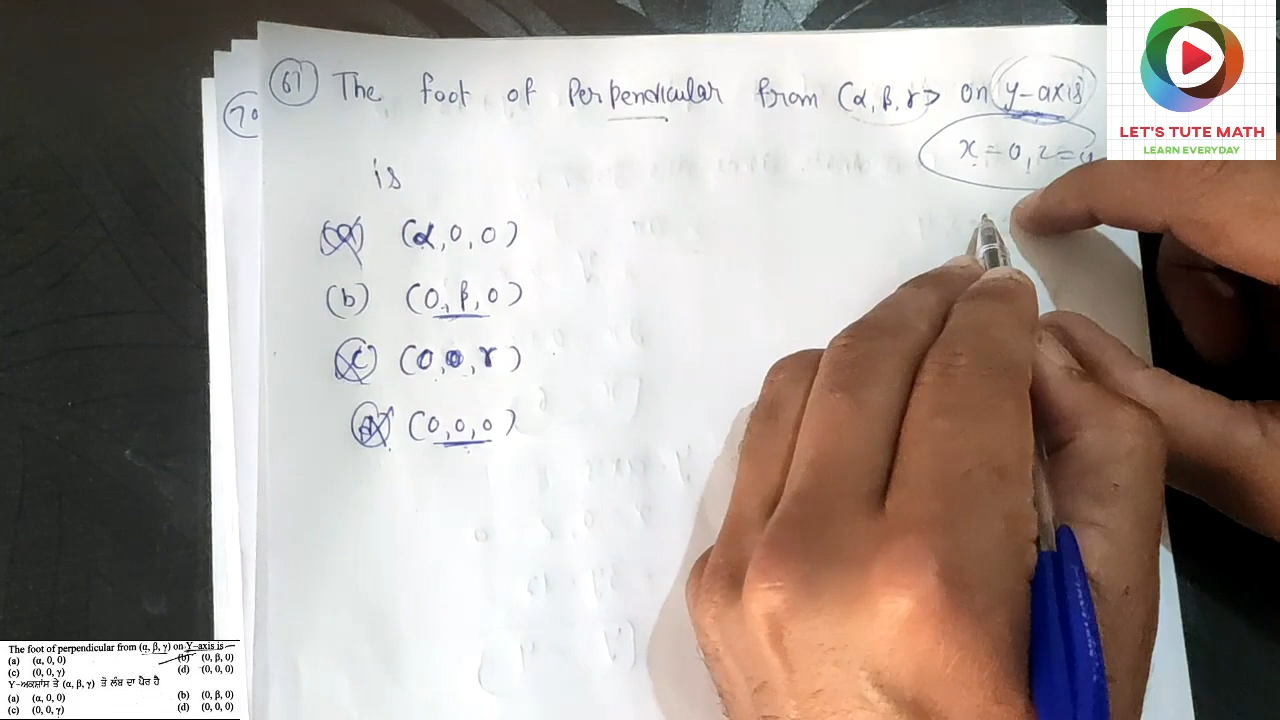 (67) The foot of Perpendicular from (α, β, γ) on y-axis
is
x=0, z=
(a) (α, 0, 0)
(b) (0, β, 0)
(c) (0, 0, γ)
(d) (0, 0, 0)
70
LET'S TUTE MATH
LEARN EVERYDAY
The foot of perpendicular from (α, β, γ) on Y–axis is
(a) (α, 0, 0) (b) (0, β, 0)
(c) (0, 0, γ) (d) (0, 0, 0)
Y–ਅਕਸ਼ਾਂਸ ਤੇ (α, β, γ) ਤੋਂ ਲੰਬ ਦਾ ਪੈਰ ਹੈ
(a) (α, 0, 0) (b) (0, β, 0)
(c) (0, 0, γ) (d) (0, 0, 0)